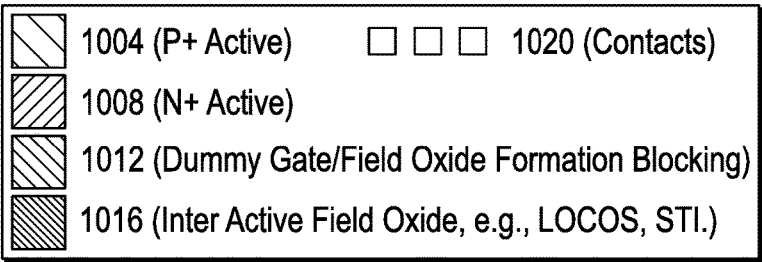 1004 (P+ Active) 1020 (Contacts)
1008 (N+ Active)
1012 (Dummy Gate/Field Oxide Formation Blocking)
1016 (Inter Active Field Oxide, e.g., LOCOS, STI.)